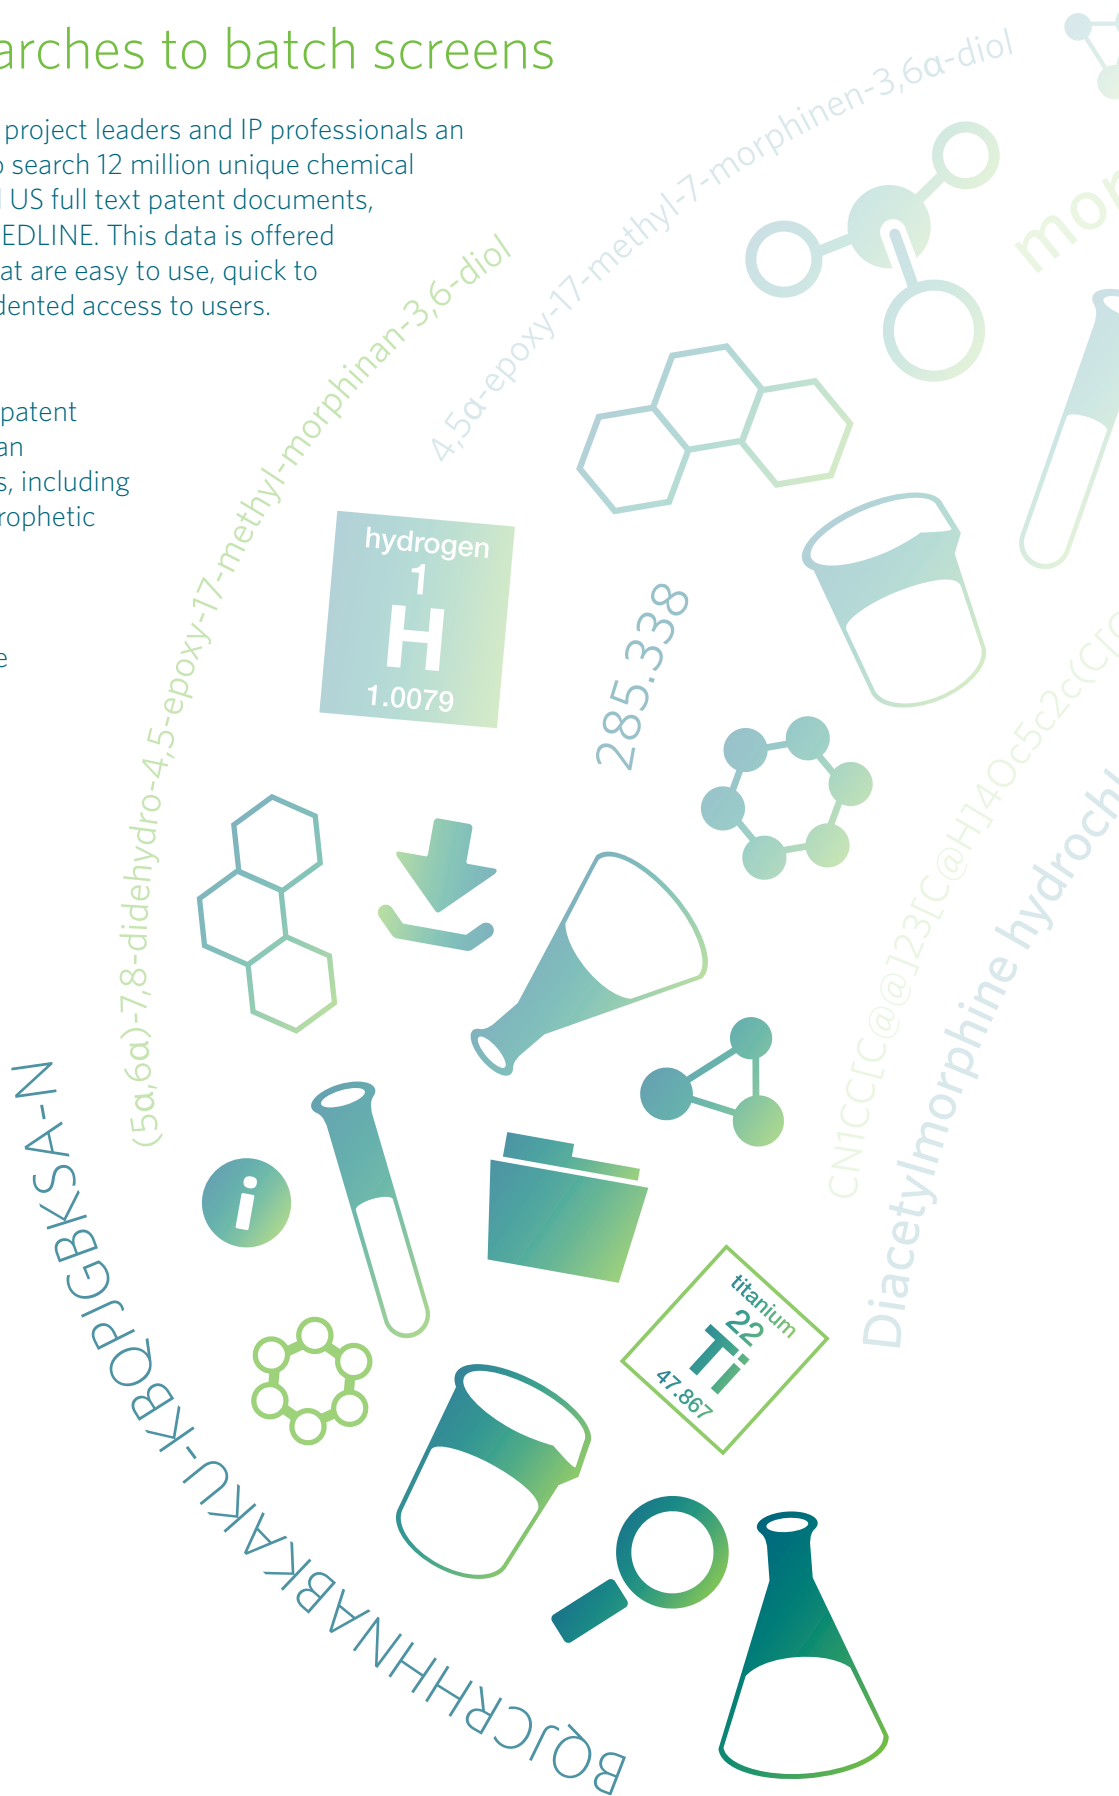 arches to batch screens
project leaders and IP professionals an
search 12 million unique chemical
US full text patent documents,
EDLINE. This data is offered
at are easy to use, quick to
dented access to users.
patent
an
s, including
rophetic
e
4,5α-epoxy-17-methyl-7-morphinen-3,6α-diol
mor
(5α,6α)-7,8-didehydro-4,5-epoxy-17-methyl-morphinan-3,6-diol
hydrogen
1
H
1.0079
285.338
CN1CC[C@@]123[C@H]4Oc5c2c(C[C
Diacetylmorphine hydrochl
i
titanium
22
Ti
47.867
BQJCRHHNABKAKU-KBQPJGBKSA-N